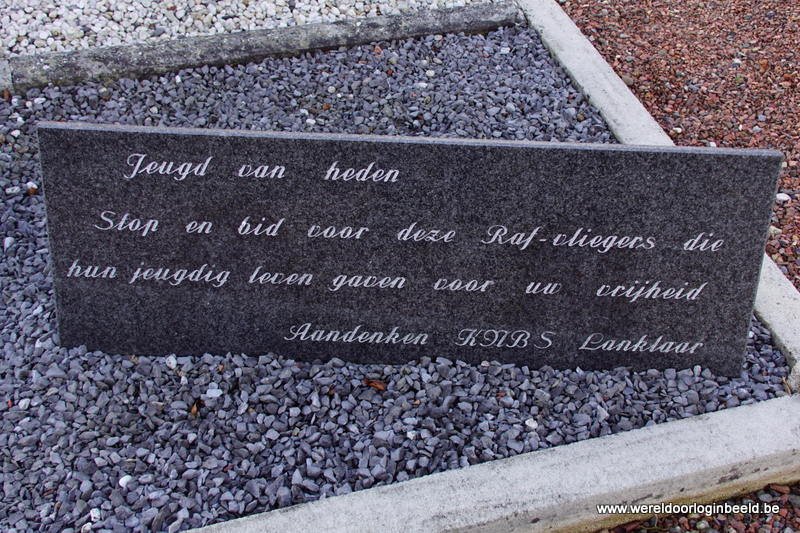 Jeugd van heden
Stop en bid voor deze Raf-vliegers die
hun jeugdig leven gaven voor uw vrijheid
Aandenken KNBS Lanklaar
www.wereldoorloginbeeld.be